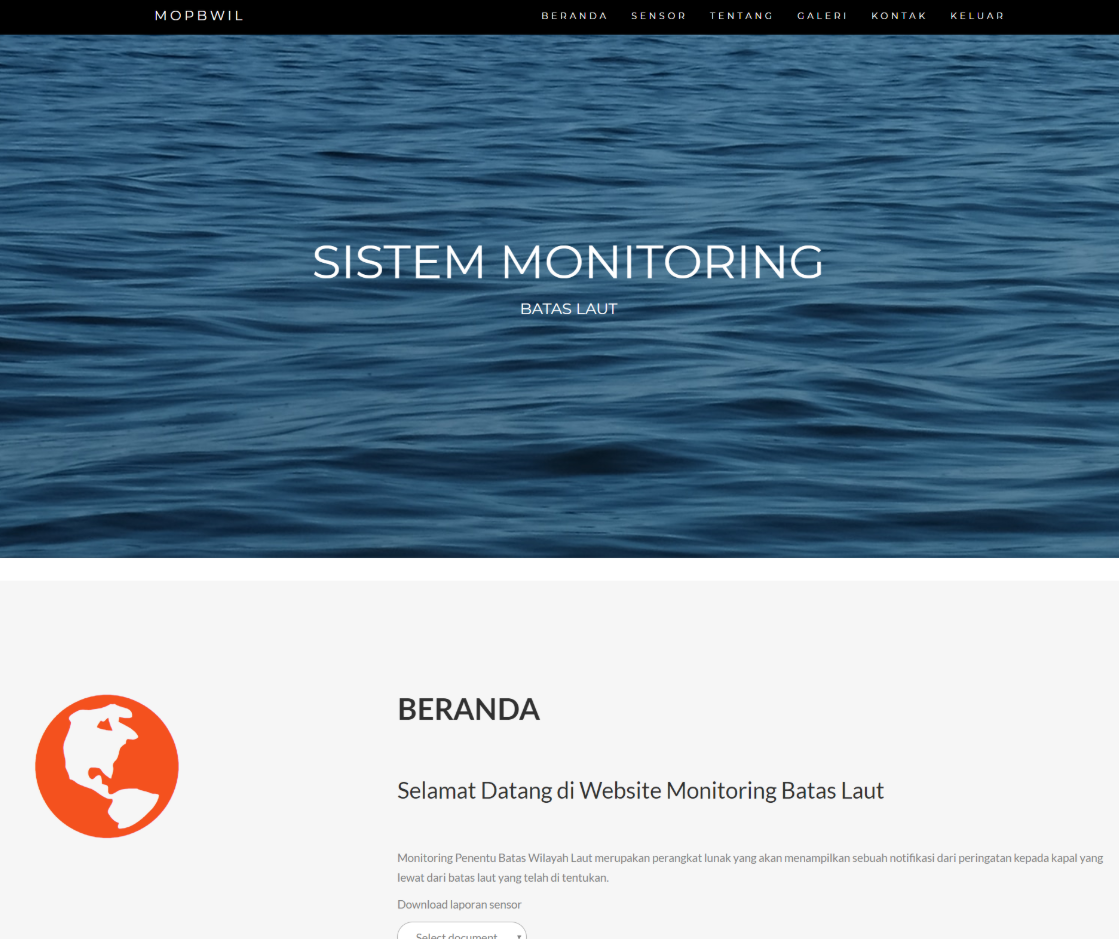 MOPBWIL
BERANDA SENSOR TENTANG GALERI KONTAK KELUAR
SISTEM MONITORING
BATAS LAUT
BERANDA
Selamat Datang di Website Monitoring Batas Laut
Monitoring Penentu Batas Wilayah Laut merupakan perangkat lunak yang akan menampilkan sebuah notifikasi dari peringatan kepada kapal yang
lewat dari batas laut yang telah di tentukan.
Download laporan sensor
Select document